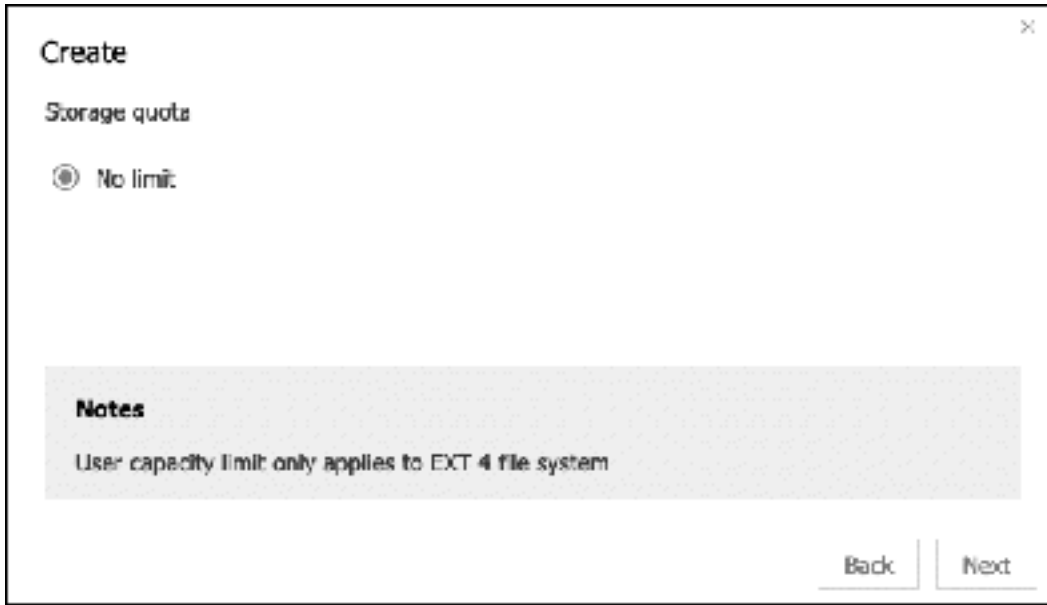 Create
Storage quota
No limit
Notes
User capacity limit only applies to EXT 4 file system
Back Next